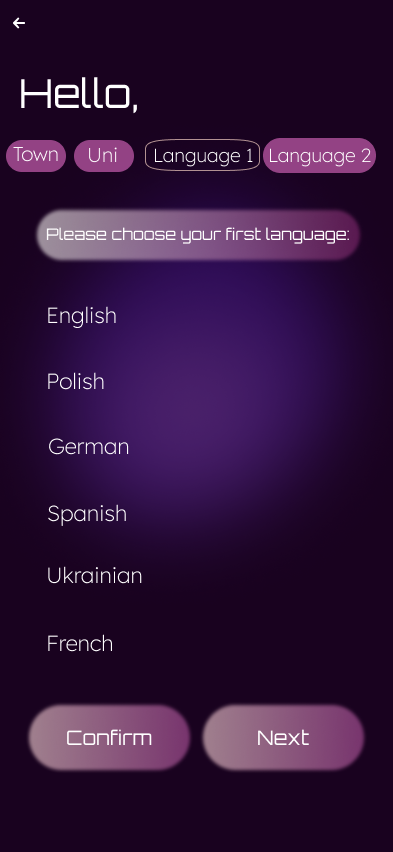 Hello,
Town Uni Language 1 Language 2
Please choose your first language:
English
Polish
German
Spanish
Ukrainian
French
Confirm Next